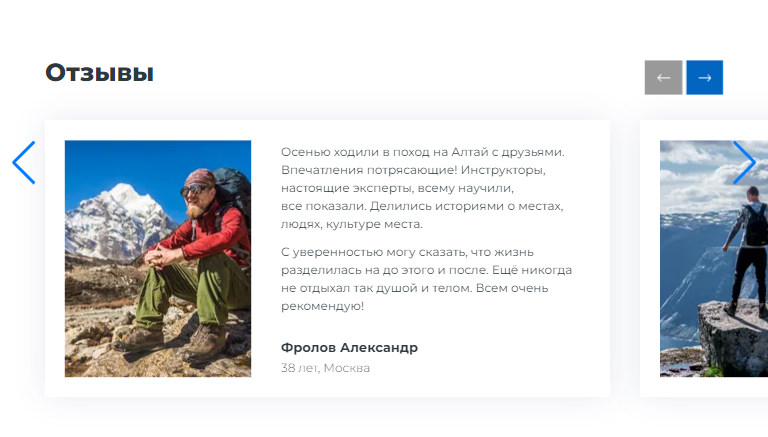 Отзывы
Осенью ходили в поход на Алтай с друзьями.
Впечатления потрясающие! Инструкторы,
настоящие эксперты, всему научили,
все показали. Делились историями о местах,
людях, культуре места.
С уверенностью могу сказать, что жизнь
разделилась на до этого и после. Ещё никогда
не отдыхал так душой и телом. Всем очень
рекомендую!
Фролов Александр
38 лет, Москва